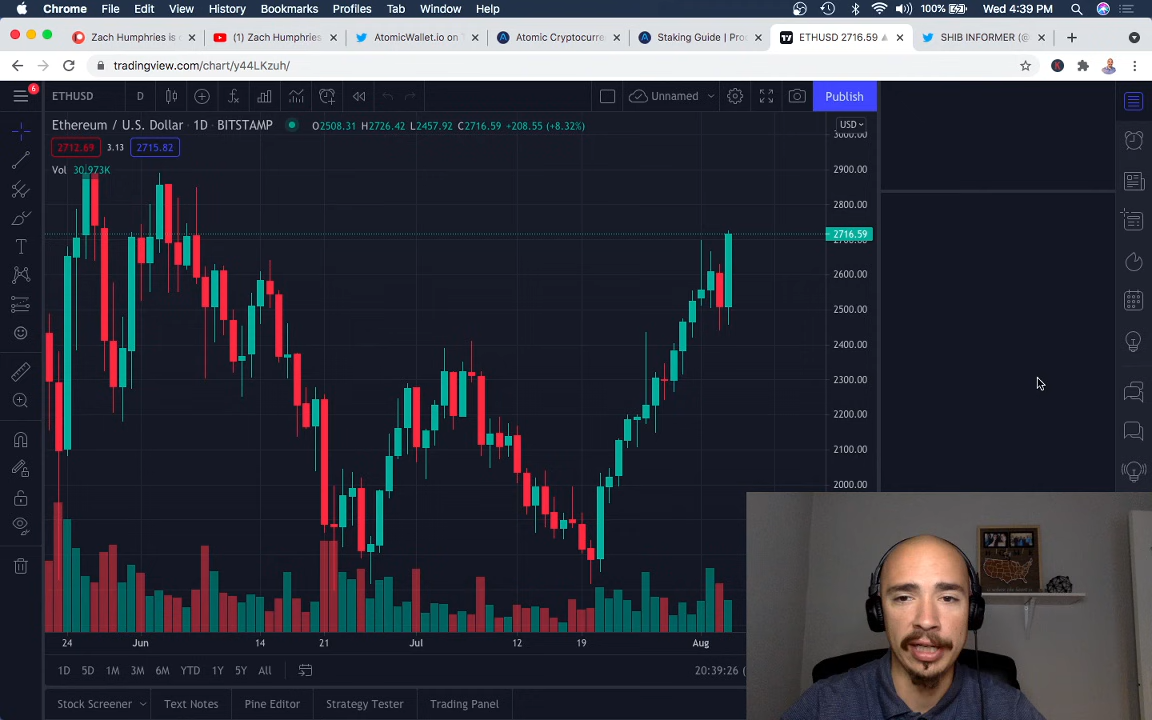 Chrome File Edit View History Bookmarks Profiles Tab Window Help 100% Wed 4:39 PM
Zach Humphries is
(1) Zach Humphries
AtomicWallet.io on
Atomic Cryptocurre
Staking Guide | Pro
ETHUSD 2716.59
SHIB INFORMER (@
tradingview.com/chart/y44LKzuh/
6
ETHUSD D Unnamed Publish
Ethereum / U.S. Dollar · 1D · BITSTAMP O2508.31 H2726.42 L2457.92 C2716.59 +208.55 (+8.32%)
USD
2712.69 3.13 2715.82
Vol 30.973K
3000.00
2900.00
2800.00
2716.59
2700.00
2600.00
2500.00
2400.00
2300.00
2200.00
2100.00
2000.00
24 Jun 14 21 Jul 12 19 Aug
1D 5D 1M 3M 6M YTD 1Y 5Y All 20:39:26
Stock Screener Text Notes Pine Editor Strategy Tester Trading Panel